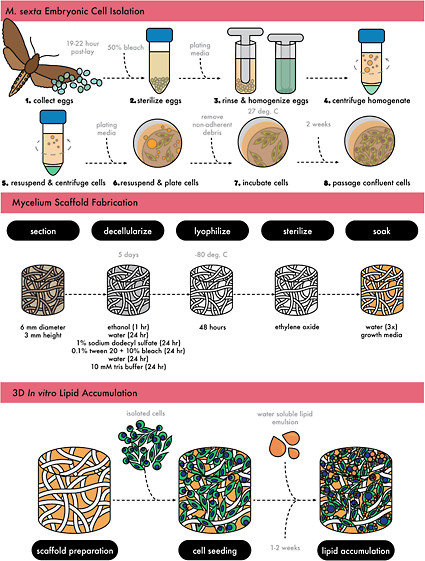 M. sexta Embryonic Cell Isolation
19-22 hour
post-lay
50% bleach
plating
media
1. collect eggs
2. sterilize eggs
3. rinse & homogenize eggs
4. centrifuge homogenate
plating
media
remove
non-adherent
debris
27 deg. C
2 weeks
5. resuspend & centrifuge cells
6. resuspend & plate cells
7. incubate cells
8. passage confluent cells
Mycelium Scaffold Fabrication
section
decellularize
lyophilize
sterilize
soak
5 days
-80 deg. C
6 mm diameter
3 mm height
ethanol (1 hr)
water (24 hr)
1% sodium dodecyl sulfate (24 hr)
0.1% tween 20 + 10% bleach (24 hr)
water (24 hr)
10 mM tris buffer (24 hr)
48 hours
ethylene oxide
water (3x)
growth media
3D In vitro Lipid Accumulation
isolated cells
water soluble lipid
emulsion
1-2 weeks
scaffold preparation
cell seeding
lipid accumulation